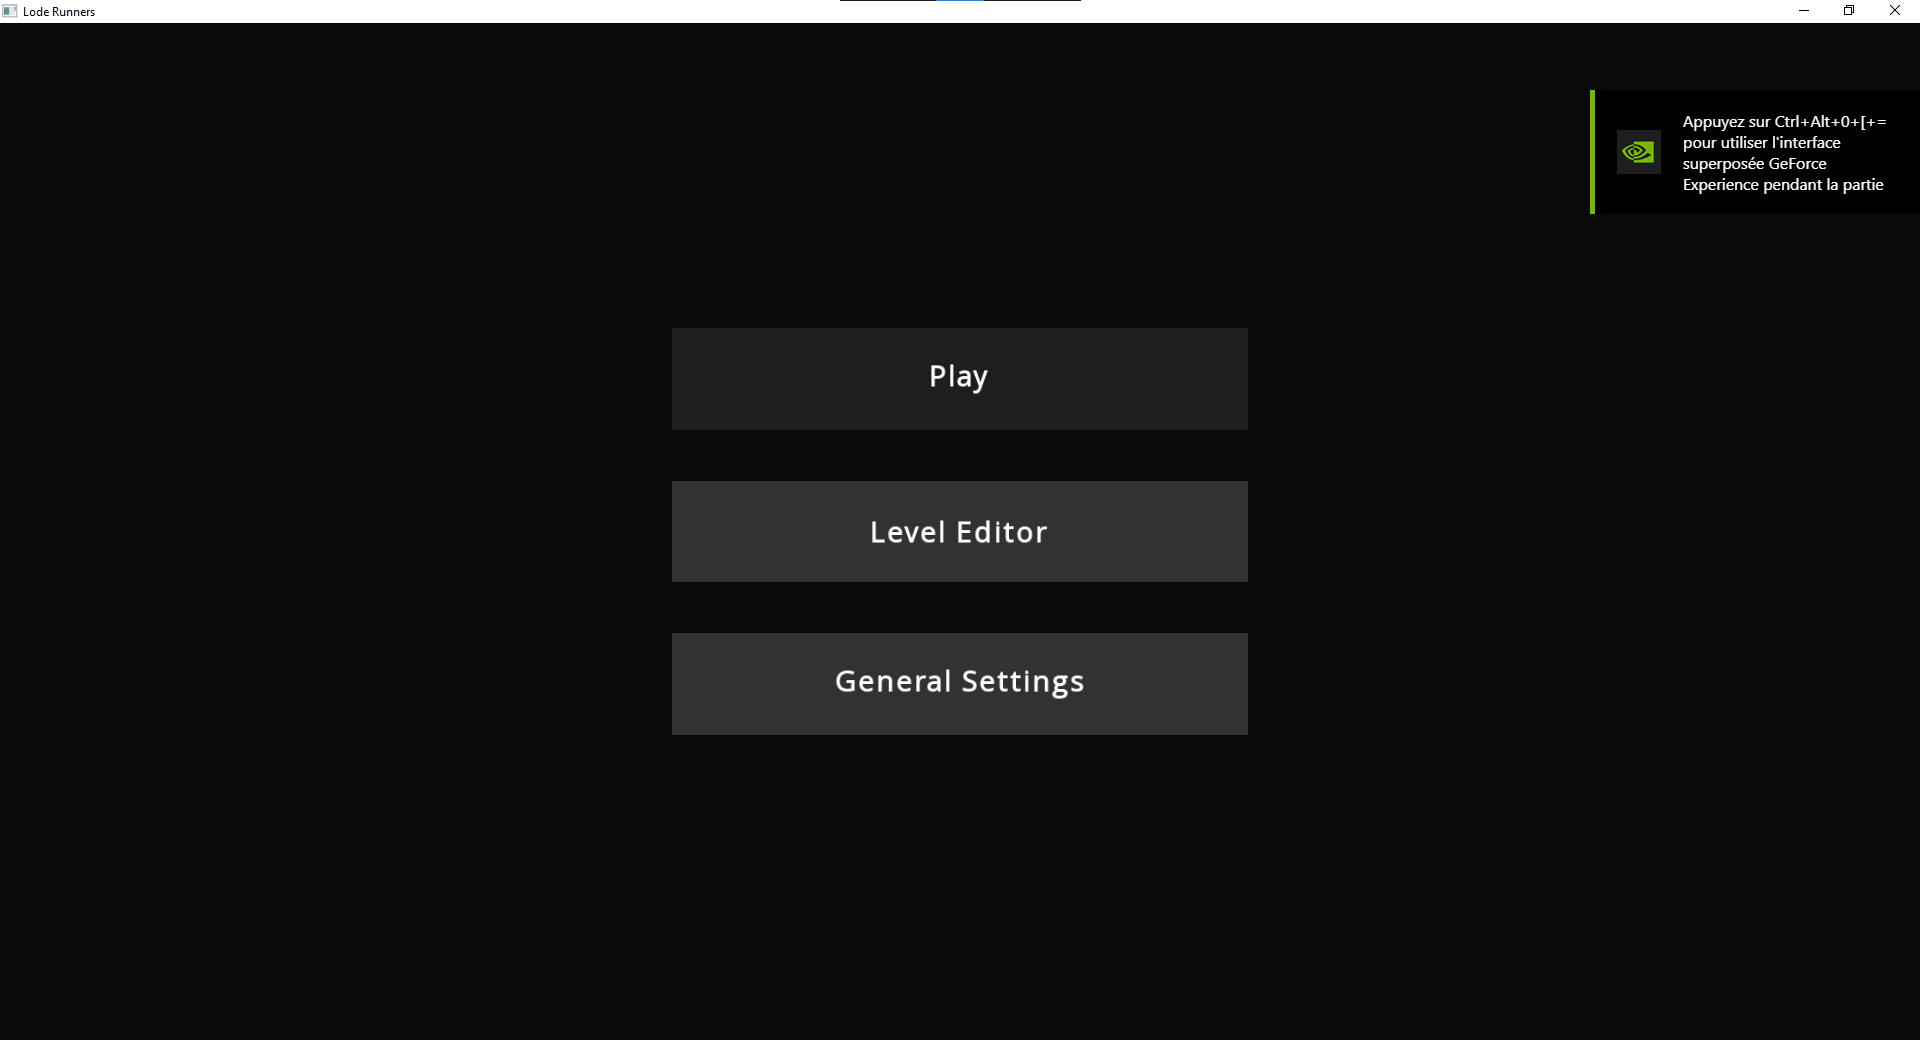 Lode Runners
Appuyez sur Ctrl+Alt+0+[+=
pour utiliser l'interface
superposée GeForce
Experience pendant la partie
Play
Level Editor
General Settings